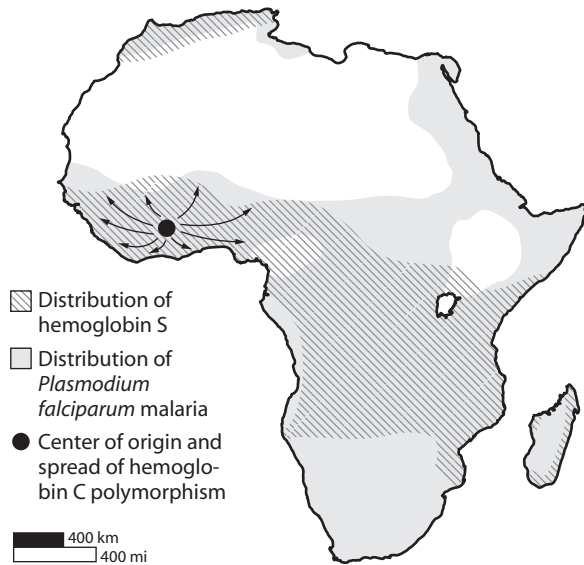 Distribution of
hemoglobin S
Distribution of
Plasmodium
falciparum malaria
Center of origin and
spread of hemoglo-
bin C polymorphism
400 km
400 mi